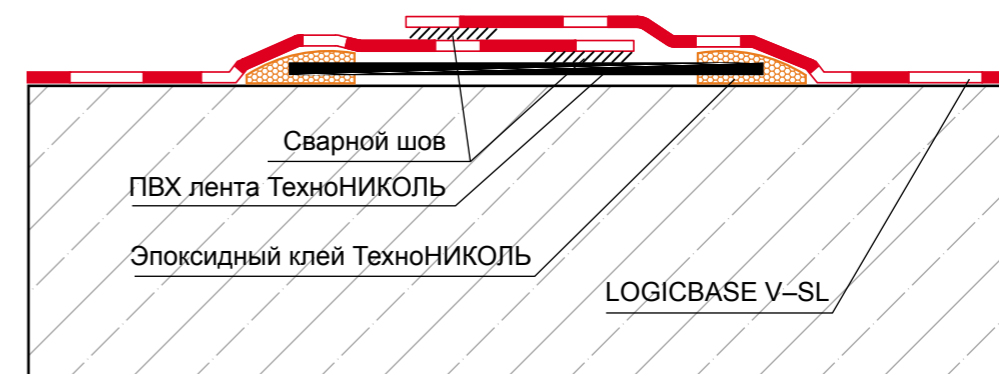 Сварной шов
ПВХ лента ТехноНИКОЛЬ
Эпоксидный клей ТехноНИКОЛЬ
LOGICBASE V–SL